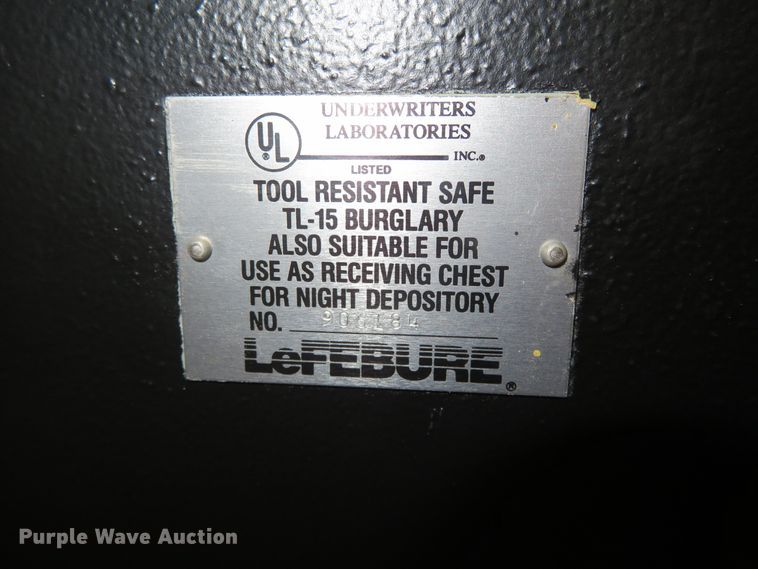 UNDERWRITERS
LABORATORIES
INC.®
UL
®
LISTED
TOOL RESISTANT SAFE
TL-15 BURGLARY
ALSO SUITABLE FOR
USE AS RECEIVING CHEST
FOR NIGHT DEPOSITORY
NO.
LeFEBURE®
Purple Wave Auction